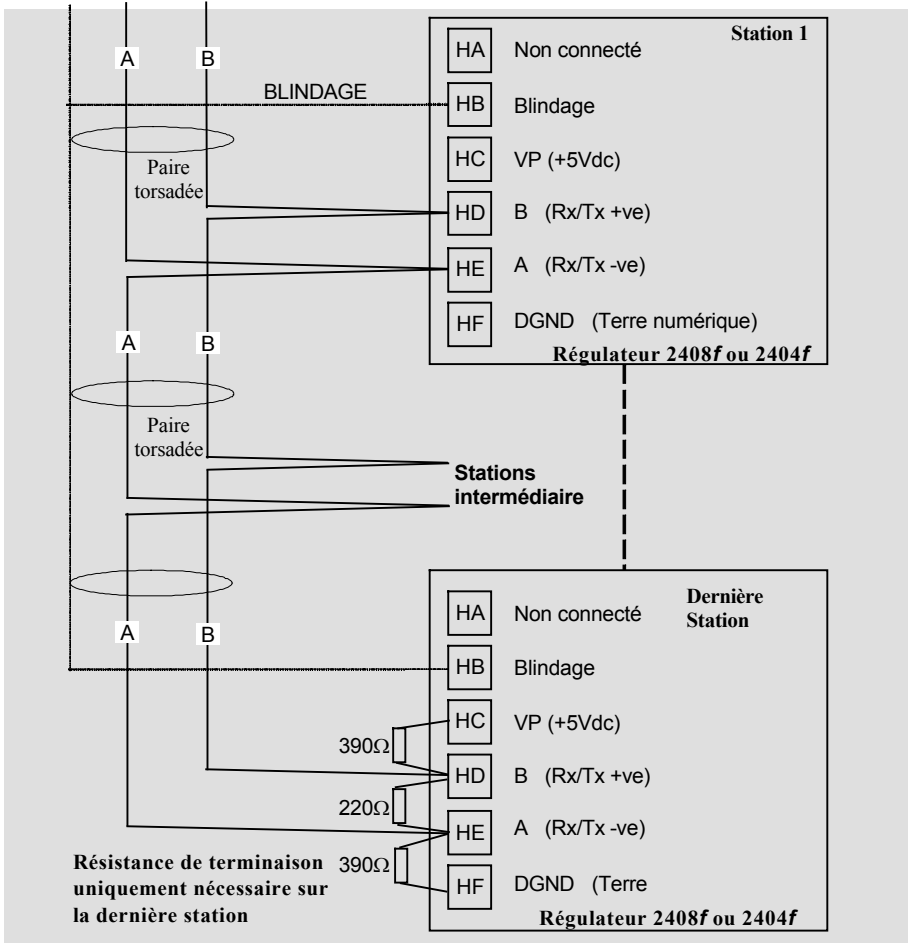 Station 1
HA Non connecté
A B
BLINDAGE
HB Blindage
HC VP (+5Vdc)
Paire
torsadée
HD B (Rx/Tx +ve)
HE A (Rx/Tx -ve)
HF DGND (Terre numérique)
A B
Régulateur 2408f ou 2404f
Paire
torsadée
Stations
intermédiaire
Dernière
Station
HA Non connecté
A B
HB Blindage
HC VP (+5Vdc)
390Ω
HD B (Rx/Tx +ve)
220Ω
HE A (Rx/Tx -ve)
390Ω
HF DGND (Terre
Résistance de terminaison
uniquement nécessaire sur
la dernière station
Régulateur 2408f ou 2404f